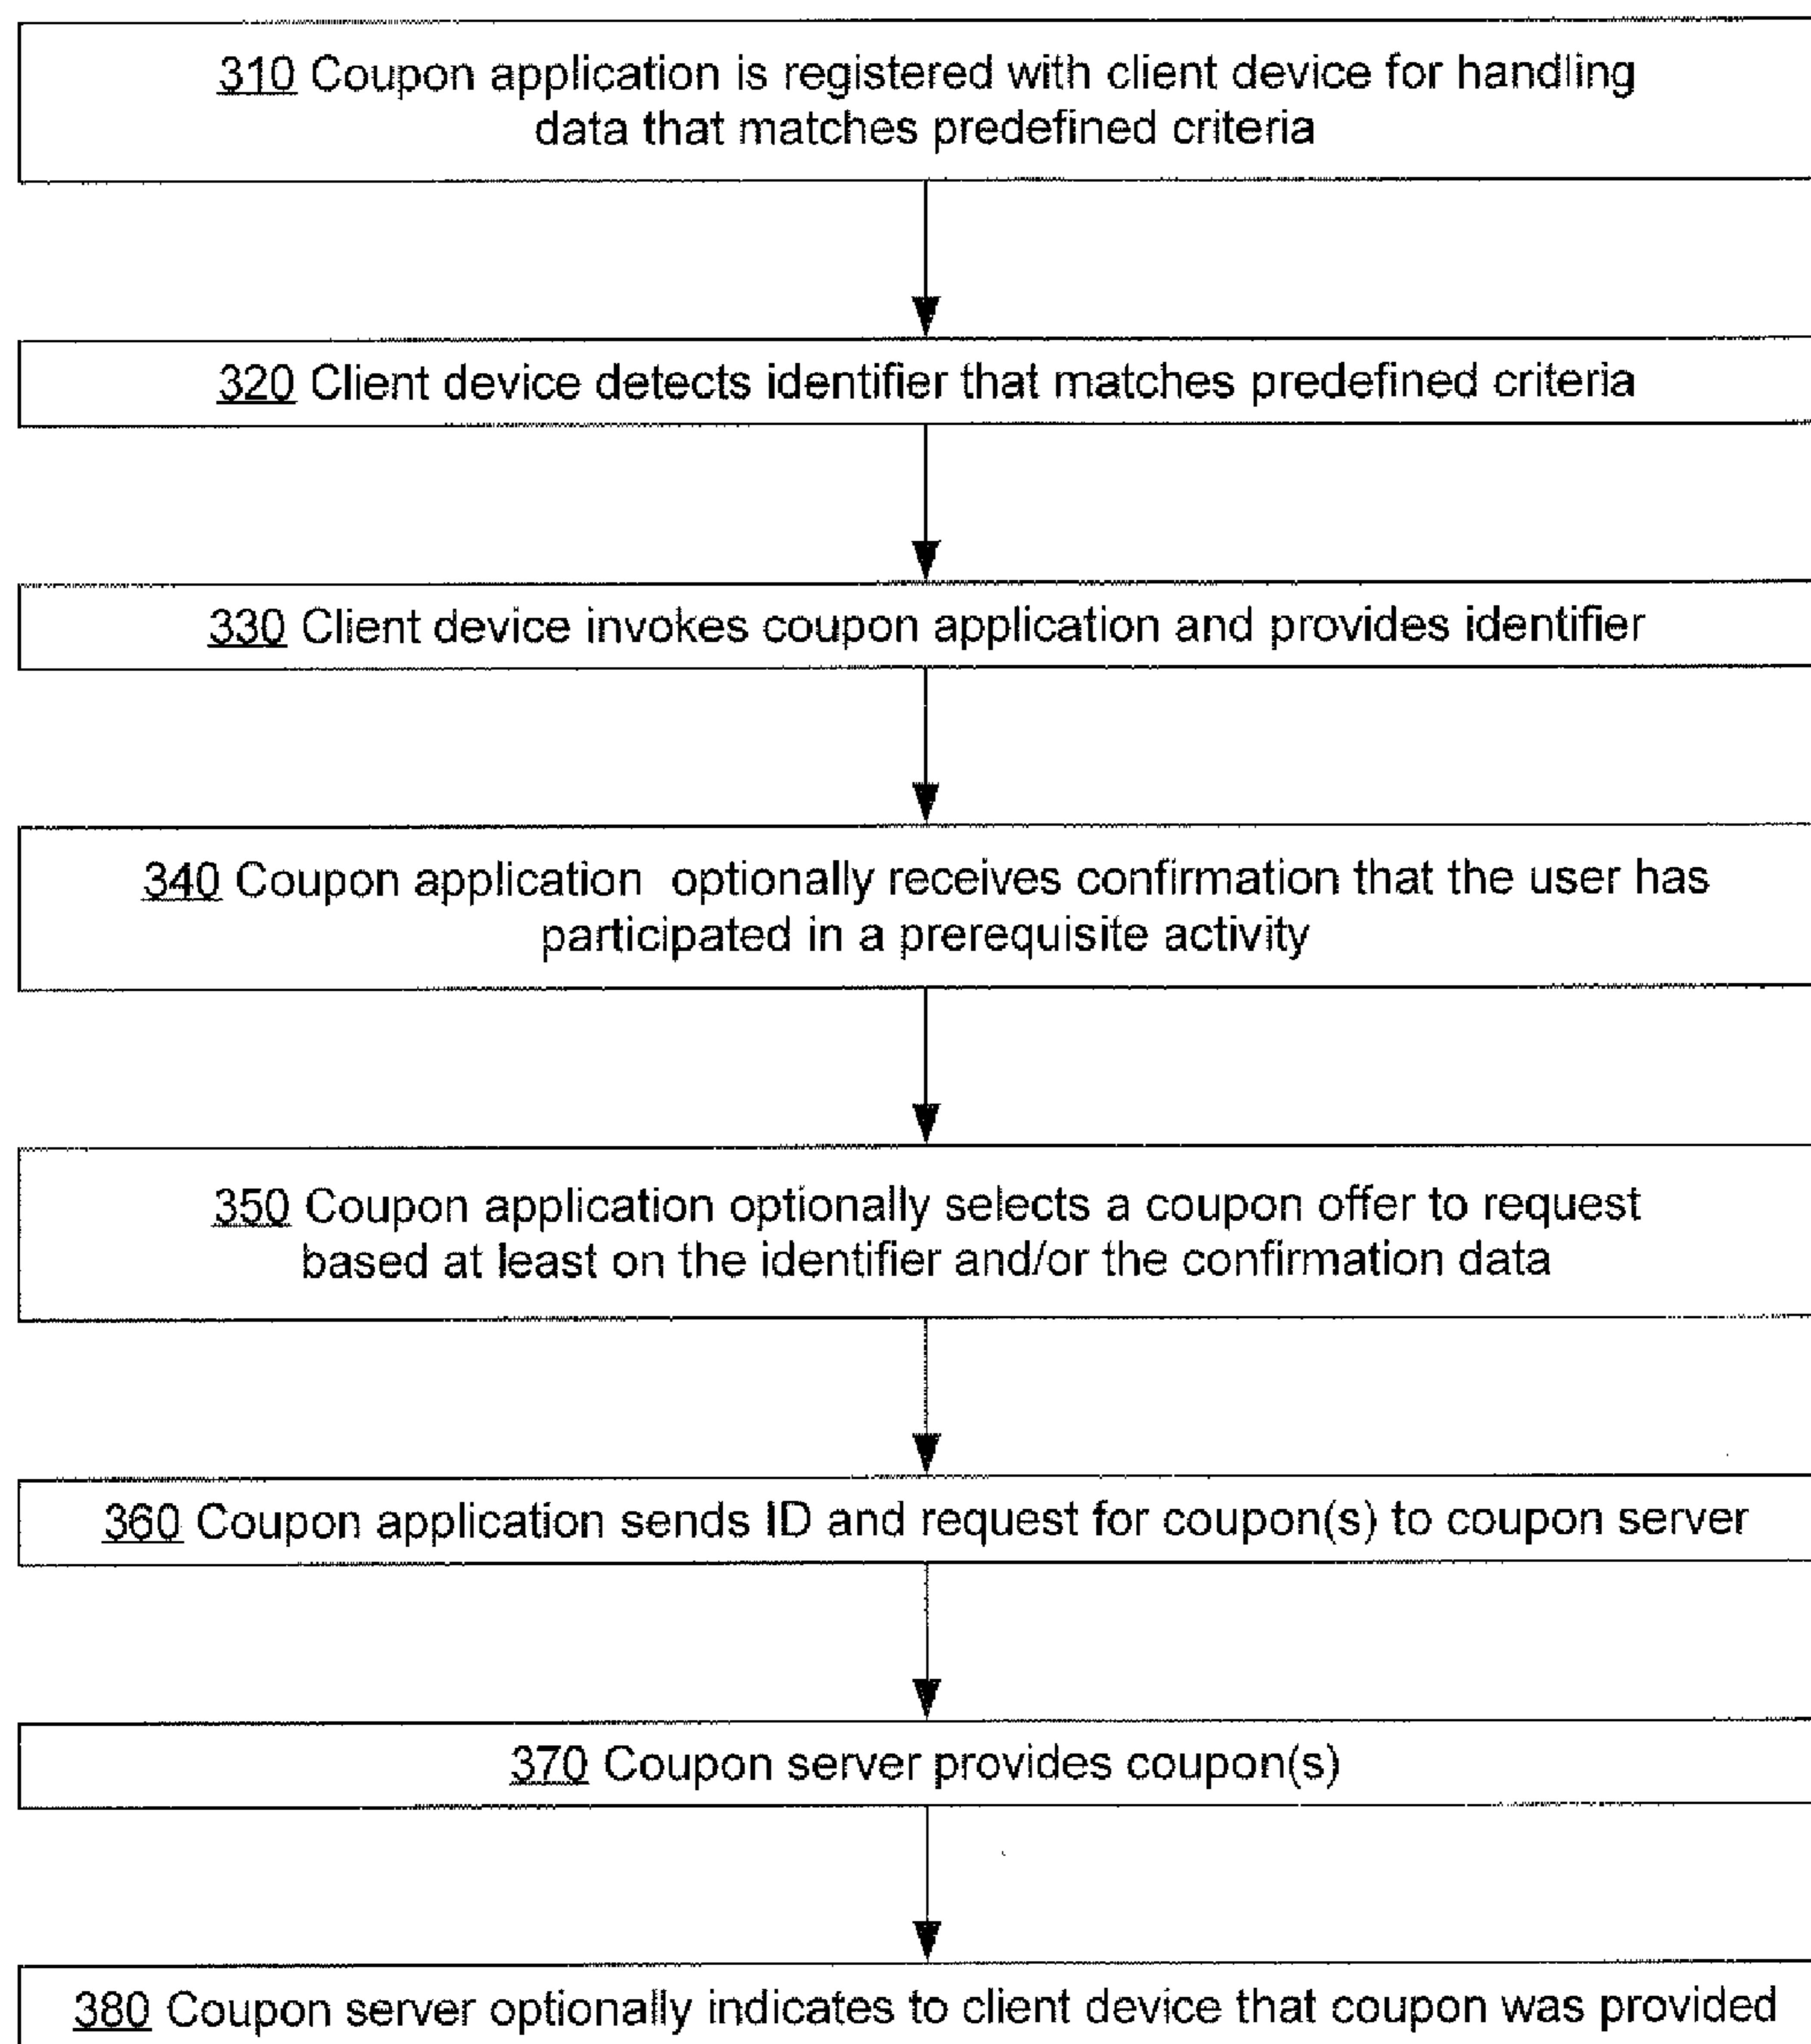 310 Coupon application is registered with client device for handling
data that matches predefined criteria
320 Client device detects identifier that matches predefined criteria
330 Client device invokes coupon application and provides identifier
340 Coupon application optionally receives confirmation that the user has
participated in a prerequisite activity
350 Coupon application optionally selects a coupon offer to request
based at least on the identifier and/or the confirmation data
360 Coupon application sends ID and request for coupon(s) to coupon server
370 Coupon server provides coupon(s)
380 Coupon server optionally indicates to client device that coupon was provided